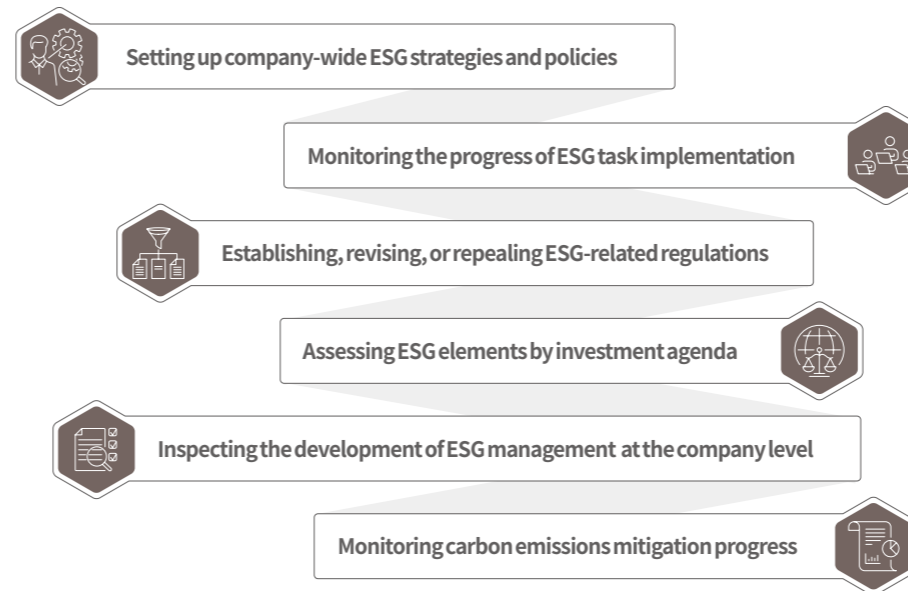 Setting up company-wide ESG strategies and policies
Monitoring the progress of ESG task implementation
Establishing, revising, or repealing ESG-related regulations
Assessing ESG elements by investment agenda
Inspecting the development of ESG management at the company level
Monitoring carbon emissions mitigation progress